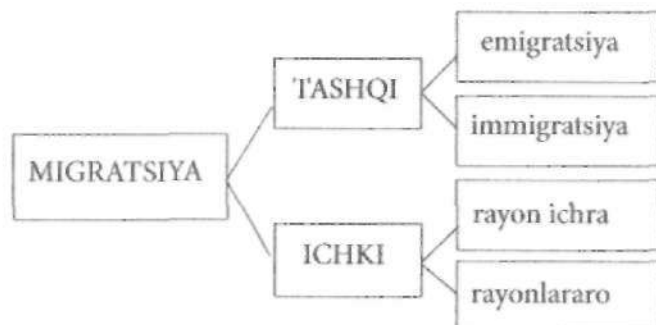 MIGRATSIYA
TASHQI
emigratsiya
immigratsiya
ICHKI
rayon ichra
rayonlararo